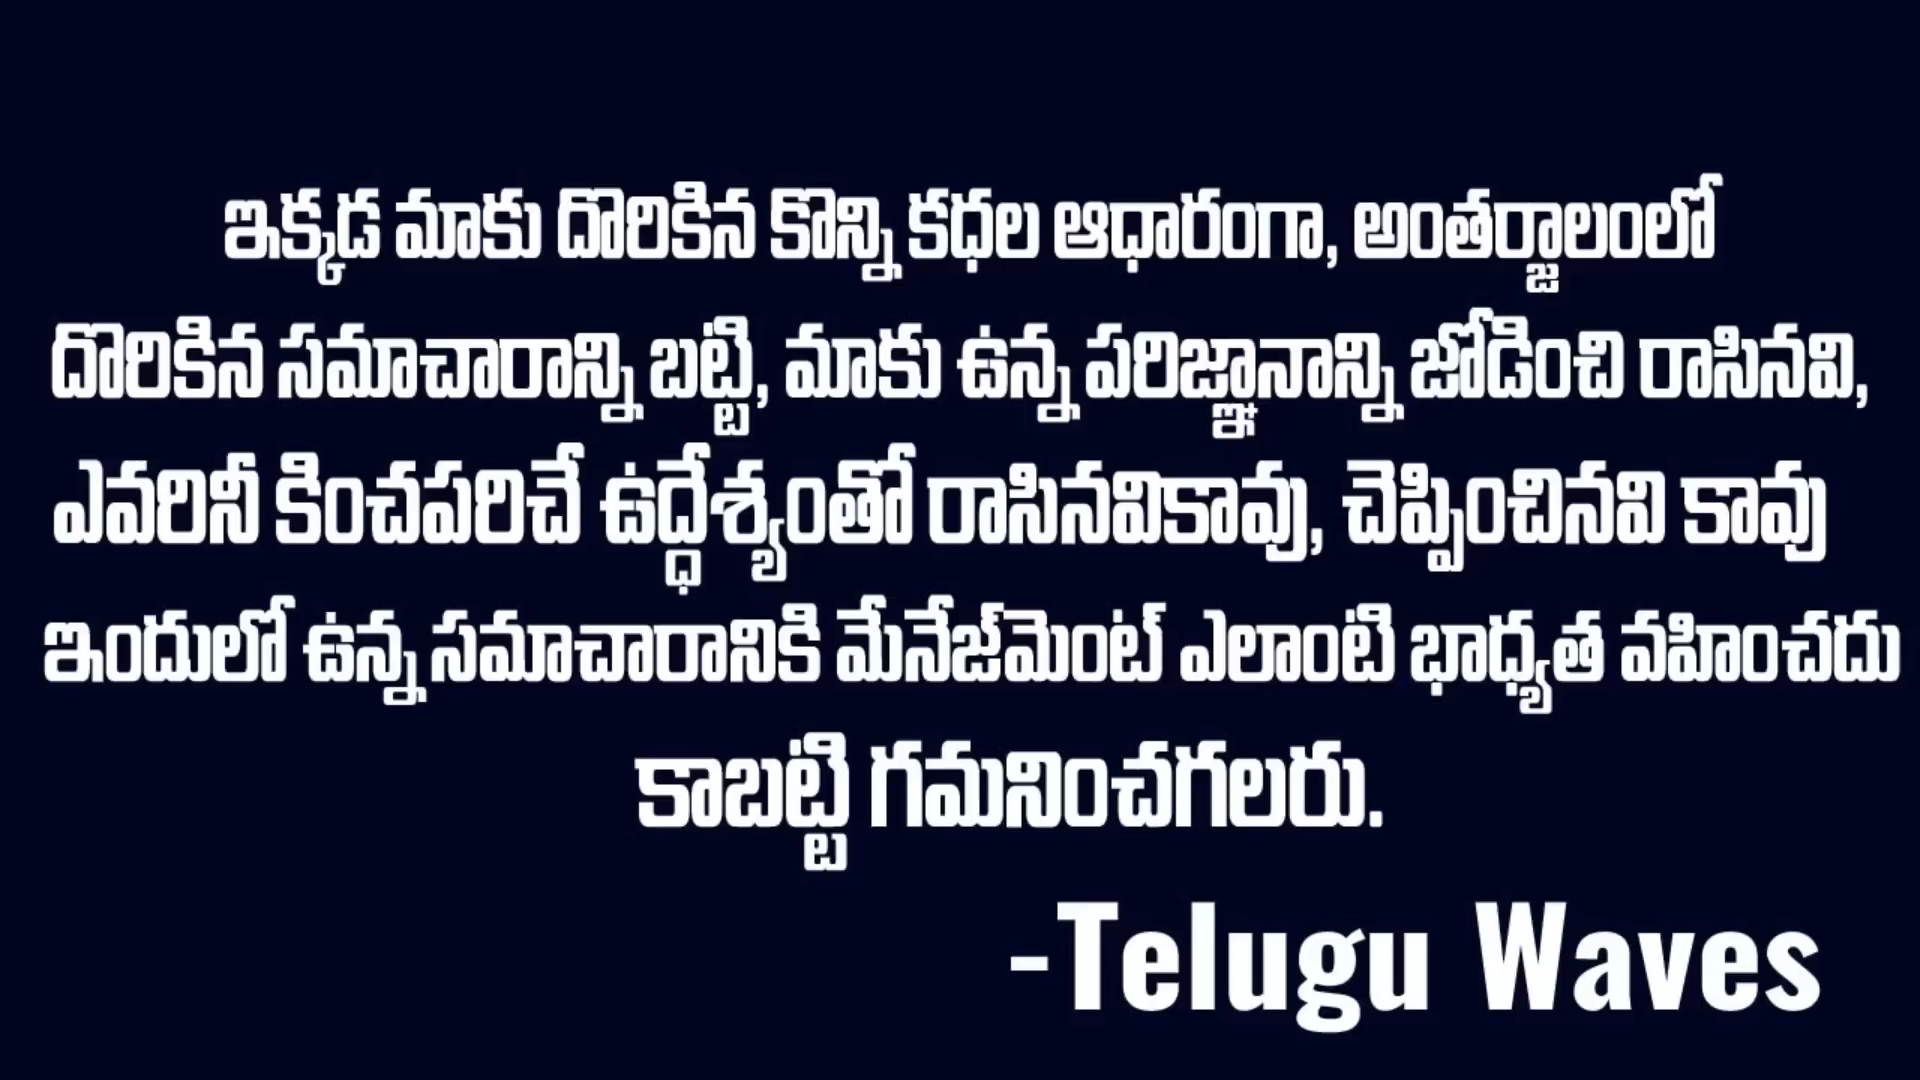 ఇక్కడ మాకు దొరికిన కొన్ని కధల ఆధారంగా, అంతర్జాలంలో
దొరికిన సమాచారాన్ని బట్టి, మాకు ఉన్న పరిజ్ఞానాన్ని జోడించి రాసినవి,
ఎవరినీ కించపరిచే ఉద్ధేశ్యంతో రాసినవికావు, చెప్పించినవి కావు
ఇందులో ఉన్న సమాచారానికి మేనేజ్‌మెంట్ ఎలాంటి భాధ్యత వహించదు
కాబట్టి గమనించగలరు.
-Telugu Waves